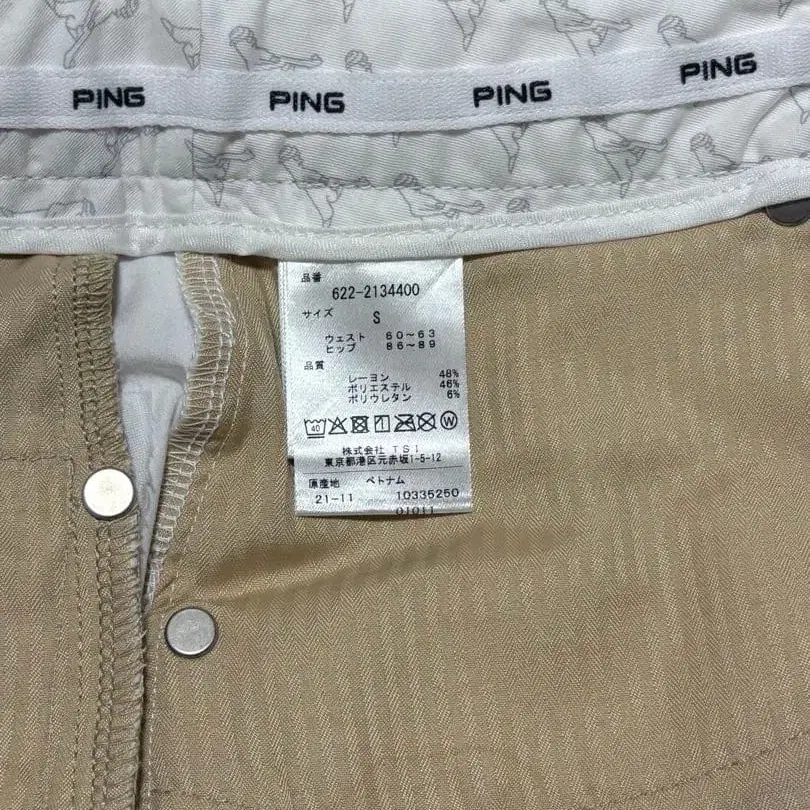 PING PING PING PING
品番
622-2134400
サイズ
S
ウェスト 60～63
ヒップ 86～89
品質
レーヨン 48%
ポリエステル 46%
ポリウレタン 6%
40 W
株式会社 TSI
東京都港区元赤坂1-5-12
原産地 ベトナム
21-11 10335250
01011